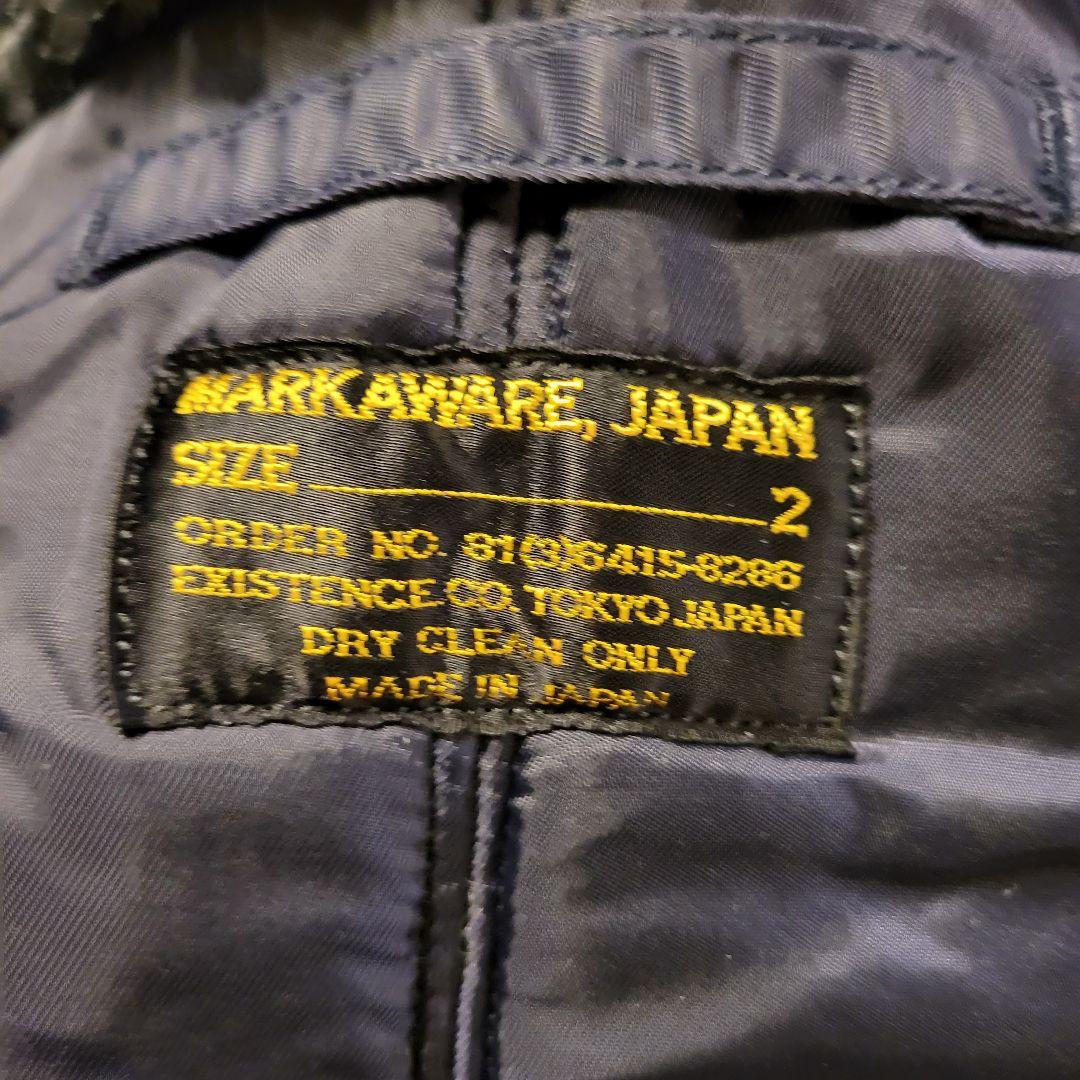 MARKAWARE, JAPAN
SIZE 2
ORDER NO. 81(3)6415-8286
EXISTENCE CO. TOKYO JAPAN
DRY CLEAN ONLY
MADE IN JAPAN